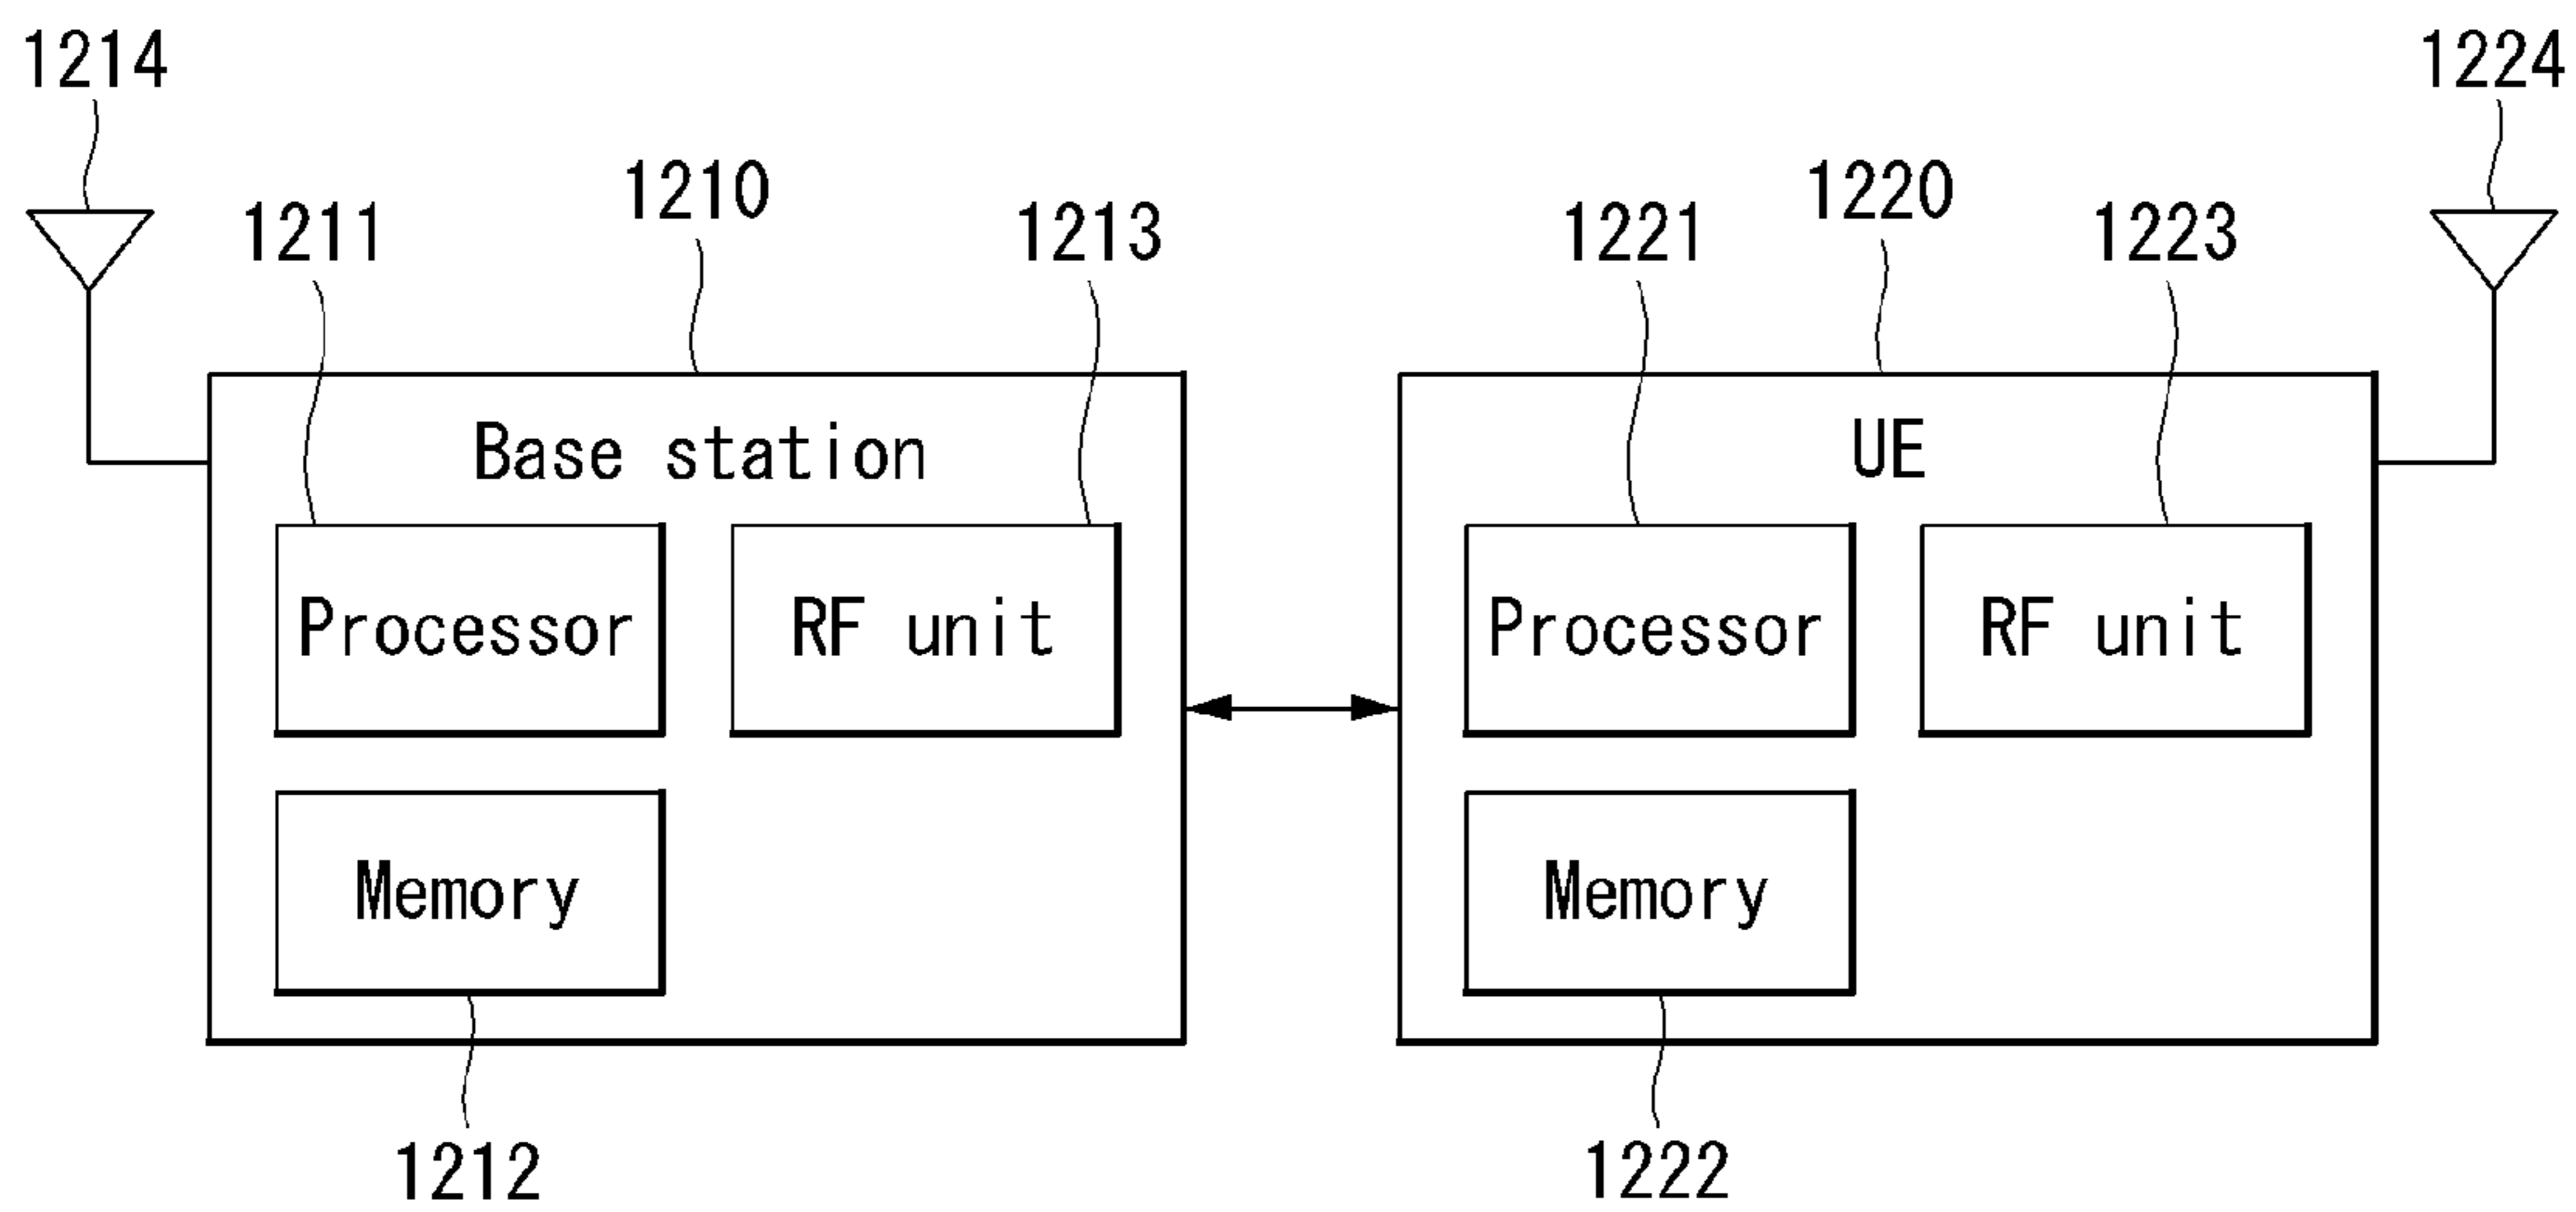 1214 1224
1210 1220
1211 1213 1221 1223
Base station UE
Processor RF unit Processor RF unit
Memory Memory
1212 1222